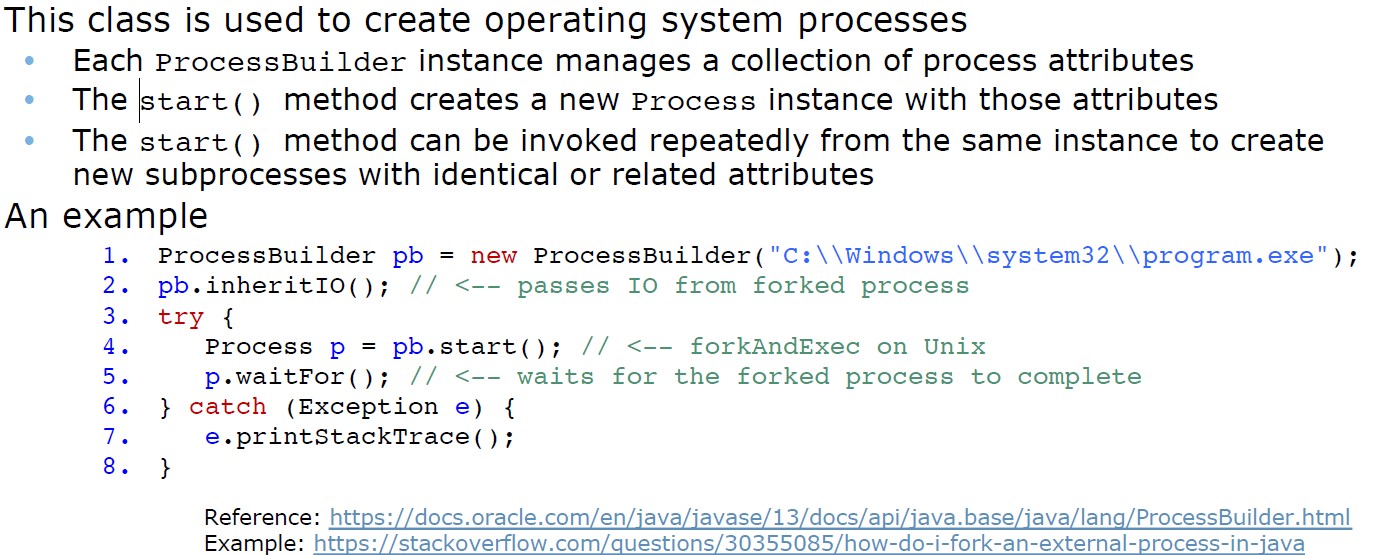 This class is used to create operating system processes
• Each ProcessBuilder instance manages a collection of process attributes
• The start() method creates a new Process instance with those attributes
• The start() method can be invoked repeatedly from the same instance to create
new subprocesses with identical or related attributes
An example
1. ProcessBuilder pb = new ProcessBuilder("C:\\Windows\\system32\\program.exe");
2. pb.inheritIO(); // <-- passes IO from forked process
3. try {
4.    Process p = pb.start(); // <-- forkAndExec on Unix
5.    p.waitFor(); // <-- waits for the forked process to complete
6. } catch (Exception e) {
7.    e.printStackTrace();
8. }
Reference: https://docs.oracle.com/en/java/javase/13/docs/api/java.base/java/lang/ProcessBuilder.html
Example: https://stackoverflow.com/questions/30355085/how-do-i-fork-an-external-process-in-java